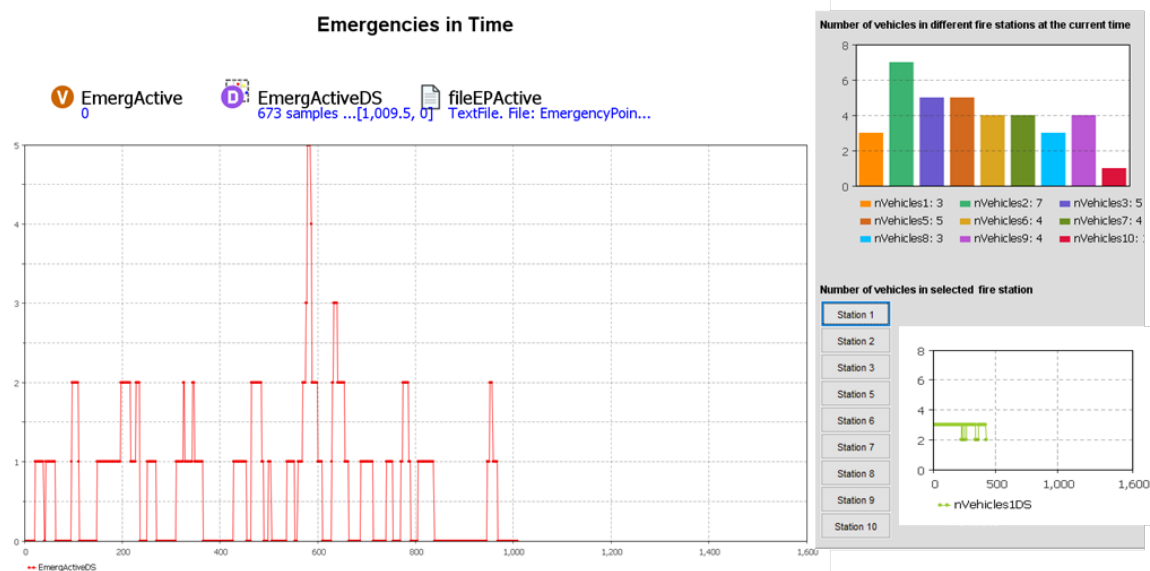 Emergencies in Time
EmergActive
0
EmergActiveDS
673 samples ...[1,009.5, 0]
fileEPActive
TextFile. File: EmergencyPoin...
5
4
3
2
1
0
0 200 400 600 800 1,000 1,200 1,400 1,600
EmergActiveDS
Number of vehicles in different fire stations at the current time
8
6
4
2
0
nVehicles1: 3 nVehicles2: 7 nVehicles3: 5
nVehicles5: 5 nVehicles6: 4 nVehicles7: 4
nVehicles8: 3 nVehicles9: 4 nVehicles10:
Number of vehicles in selected fire station
Station 1
Station 2
Station 3
Station 5
Station 6
Station 7
Station 8
Station 9
Station 10
8
6
4
2
0
0 500 1,000 1,600
nVehicles1DS